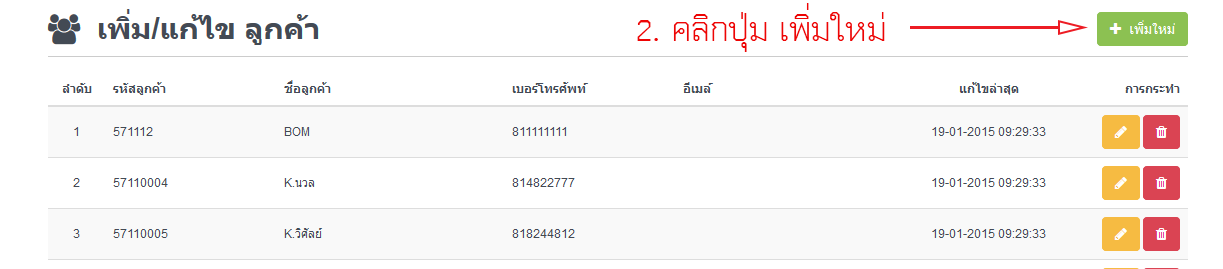 เพิ่ม/แก้ไข ลูกค้า 2. คลิกปุ่ม เพิ่มใหม่ + เพิ่มใหม่
ลำดับ รหัสลูกค้า ชื่อลูกค้า เบอร์โทรศัพท์ อีเมล์ แก้ไขล่าสุด การกระทำ
1 571112 BOM 811111111 19-01-2015 09:29:33
2 57110004 K.นวล 814822777 19-01-2015 09:29:33
3 57110005 K.วิศัลย์ 818244812 19-01-2015 09:29:33